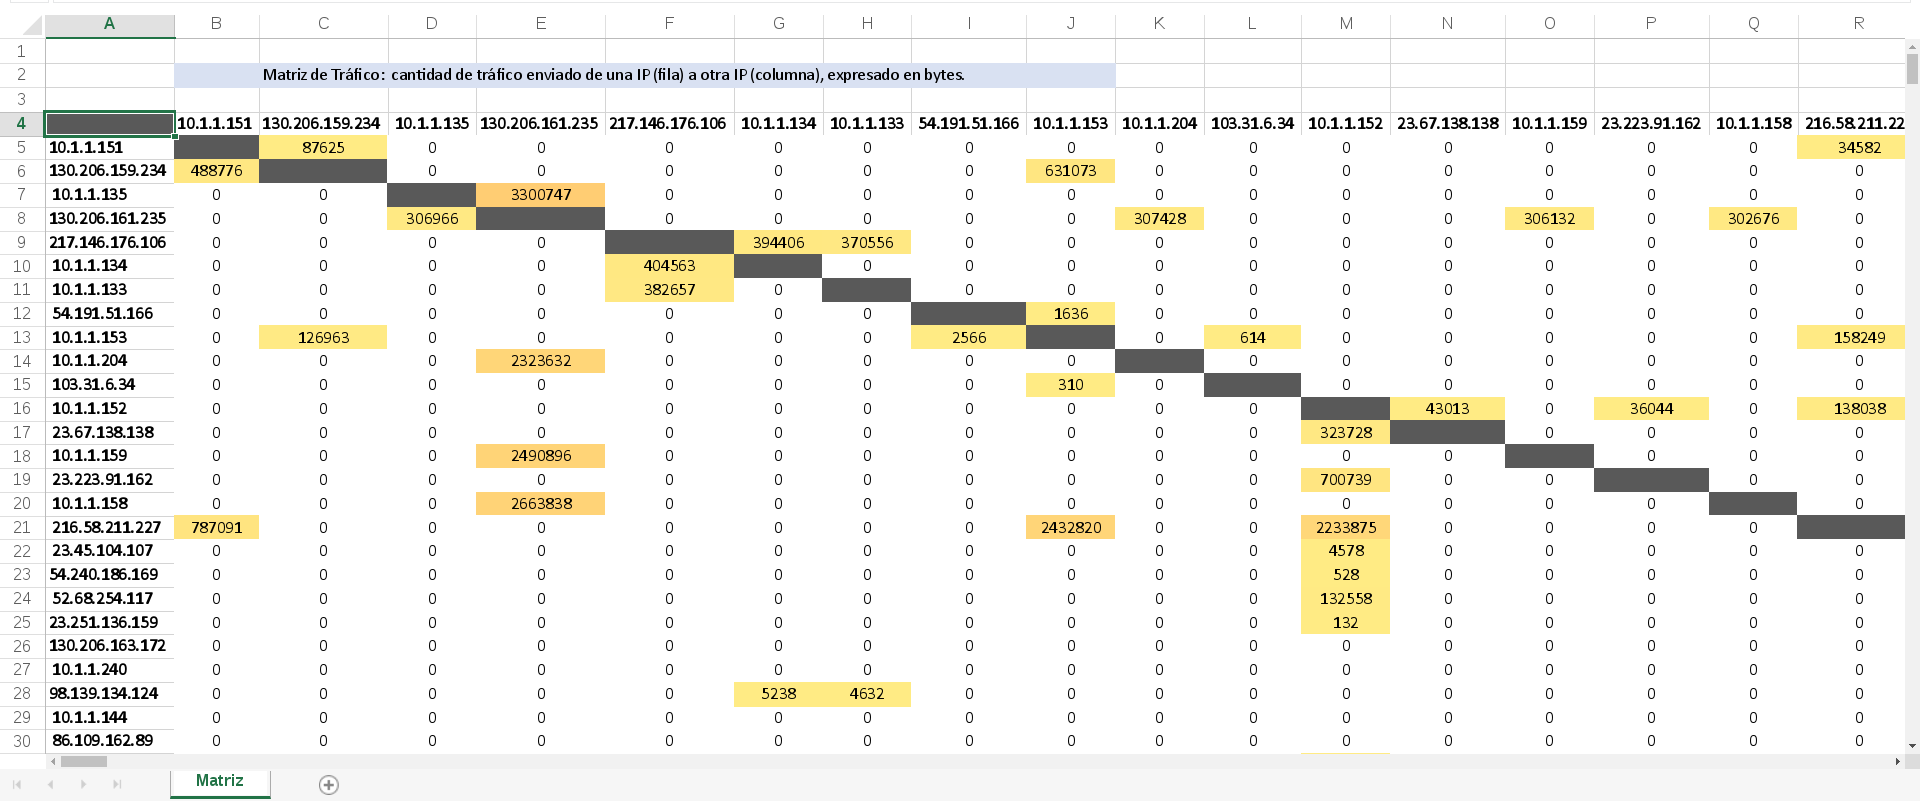 A B C D E F G H I J K L M N O P Q R
1
2 Matriz de Tráfico: cantidad de tráfico enviado de una IP (fila) a otra IP (columna), expresado en bytes.
3
4 10.1.1.151 130.206.159.234 10.1.1.135 130.206.161.235 217.146.176.106 10.1.1.134 10.1.1.133 54.191.51.166 10.1.1.153 10.1.1.204 103.31.6.34 10.1.1.152 23.67.138.138 10.1.1.159 23.223.91.162 10.1.1.158 216.58.211.22
5 10.1.1.151 87625 0 0 0 0 0 0 0 0 0 0 0 0 0 0 34582
6 130.206.159.234 488776 0 0 0 0 0 0 631073 0 0 0 0 0 0 0 0
7 10.1.1.135 0 0 3300747 0 0 0 0 0 0 0 0 0 0 0 0 0
8 130.206.161.235 0 0 306966 0 0 0 0 0 307428 0 0 0 306132 0 302676 0
9 217.146.176.106 0 0 0 0 394406 370556 0 0 0 0 0 0 0 0 0 0
10 10.1.1.134 0 0 0 0 404563 0 0 0 0 0 0 0 0 0 0 0
11 10.1.1.133 0 0 0 0 382657 0 0 0 0 0 0 0 0 0 0 0
12 54.191.51.166 0 0 0 0 0 0 0 1636 0 0 0 0 0 0 0 0
13 10.1.1.153 0 126963 0 0 0 0 0 2566 0 614 0 0 0 0 0 158249
14 10.1.1.204 0 0 0 2323632 0 0 0 0 0 0 0 0 0 0 0 0
15 103.31.6.34 0 0 0 0 0 0 0 0 310 0 0 0 0 0 0 0
16 10.1.1.152 0 0 0 0 0 0 0 0 0 0 0 43013 0 36044 0 138038
17 23.67.138.138 0 0 0 0 0 0 0 0 0 0 0 323728 0 0 0 0
18 10.1.1.159 0 0 0 2490896 0 0 0 0 0 0 0 0 0 0 0 0
19 23.223.91.162 0 0 0 0 0 0 0 0 0 0 0 700739 0 0 0 0
20 10.1.1.158 0 0 0 2663838 0 0 0 0 0 0 0 0 0 0 0 0
21 216.58.211.227 787091 0 0 0 0 0 0 0 2432820 0 0 2233875 0 0 0 0
22 23.45.104.107 0 0 0 0 0 0 0 0 0 0 0 4578 0 0 0 0 0
23 54.240.186.169 0 0 0 0 0 0 0 0 0 0 0 528 0 0 0 0 0
24 52.68.254.117 0 0 0 0 0 0 0 0 0 0 0 132558 0 0 0 0 0
25 23.251.136.159 0 0 0 0 0 0 0 0 0 0 0 132 0 0 0 0 0
26 130.206.163.172 0 0 0 0 0 0 0 0 0 0 0 0 0 0 0 0 0
27 10.1.1.240 0 0 0 0 0 0 0 0 0 0 0 0 0 0 0 0 0
28 98.139.134.124 0 0 0 0 0 5238 4632 0 0 0 0 0 0 0 0 0 0
29 10.1.1.144 0 0 0 0 0 0 0 0 0 0 0 0 0 0 0 0 0
30 86.109.162.89 0 0 0 0 0 0 0 0 0 0 0 0 0 0 0 0 0
Matriz